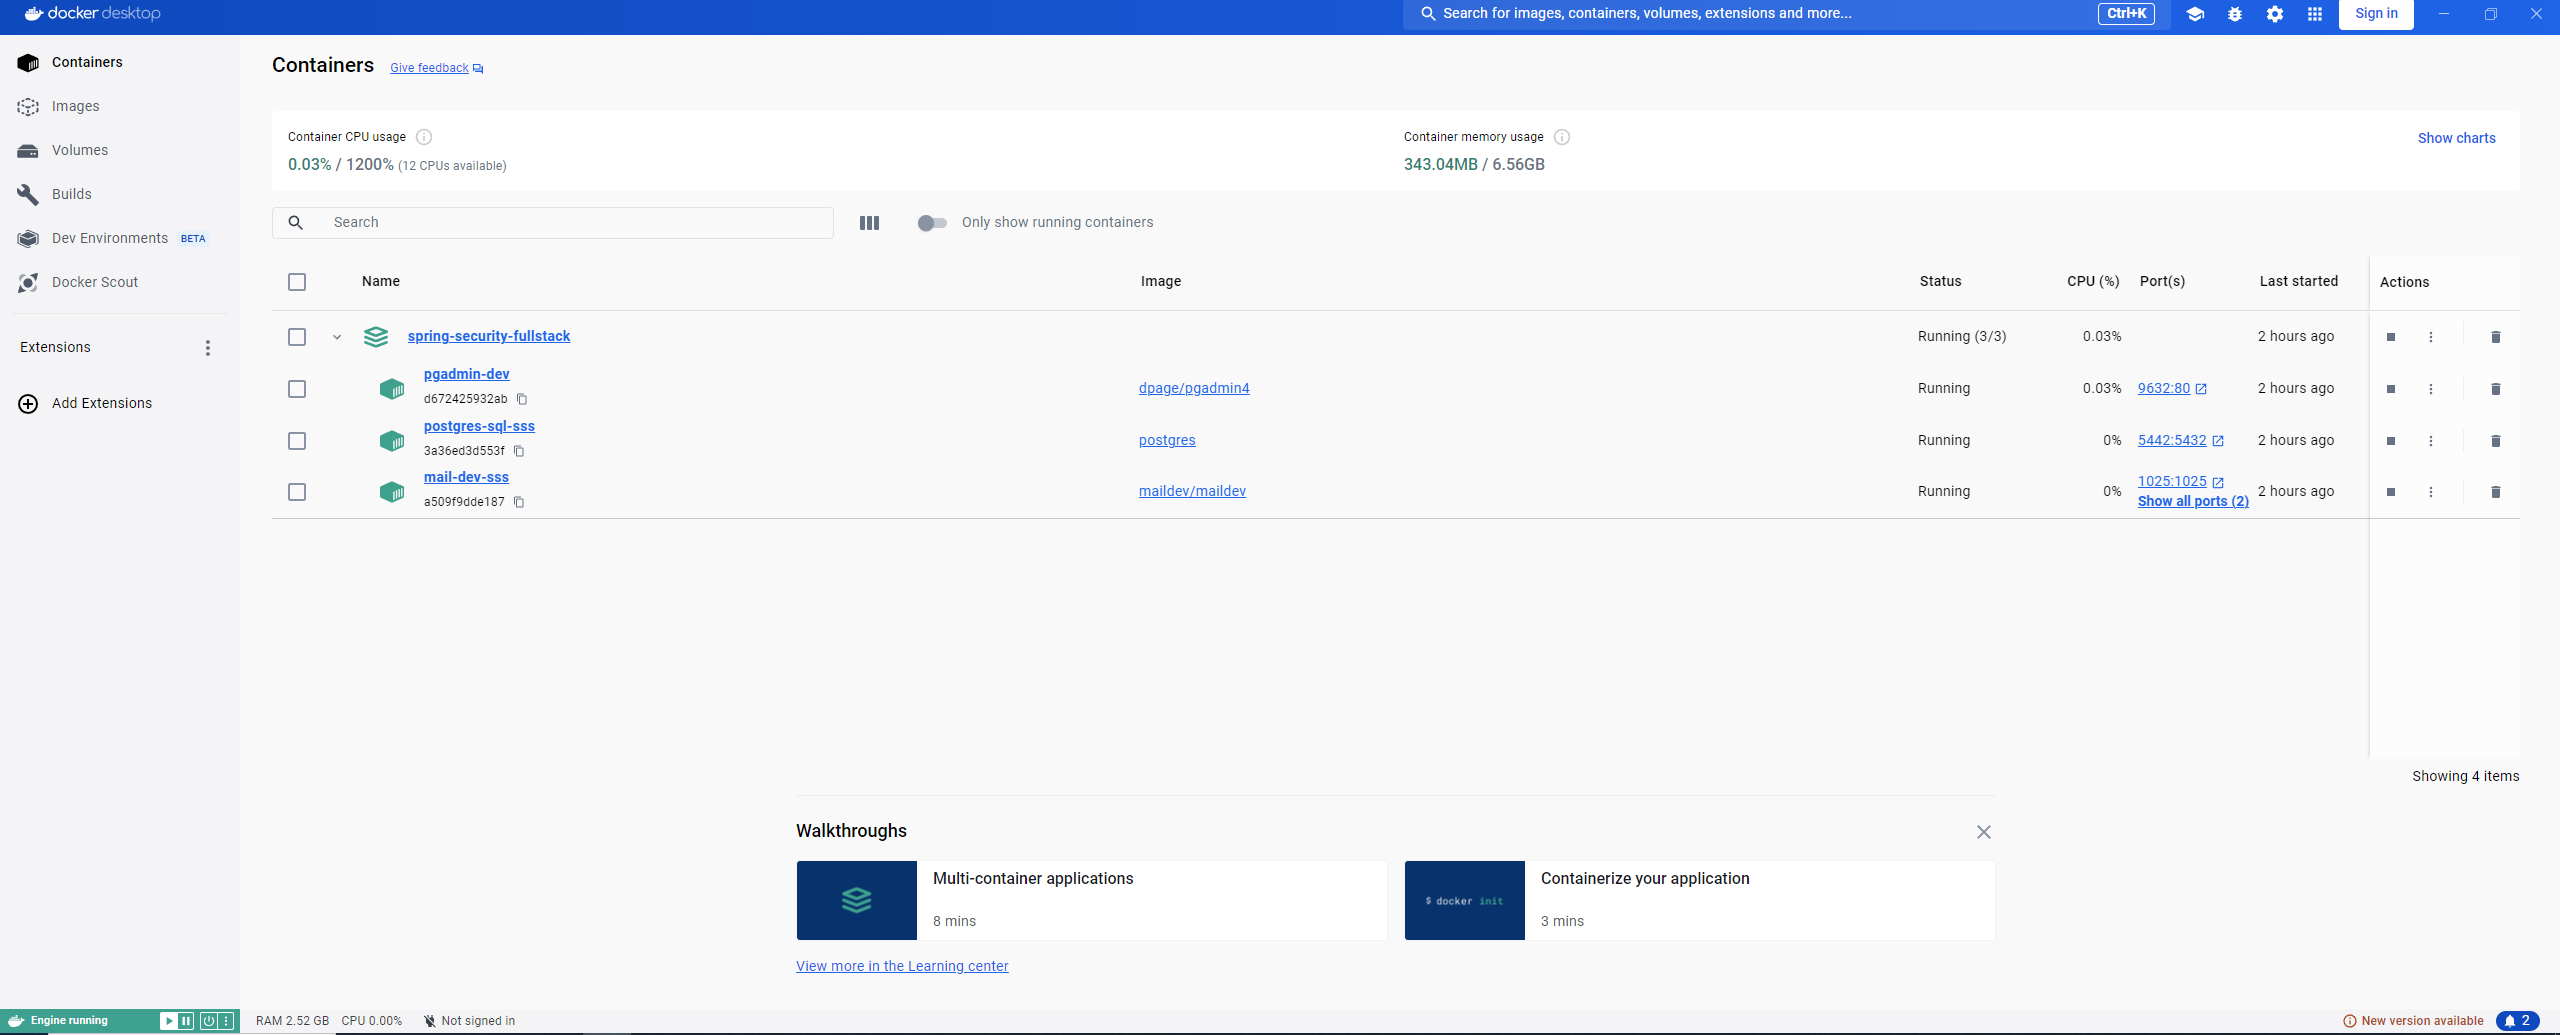 docker desktop
Search for images, containers, volumes, extensions and more...
Ctrl+K
Sign in
Containers
Images
Volumes
Builds
Dev Environments BETA
Docker Scout
Extensions
Add Extensions
Containers Give feedback
Container CPU usage
0.03% / 1200% (12 CPUs available)
Container memory usage
343.04MB / 6.56GB
Show charts
Search
Only show running containers
Name Image Status CPU (%) Port(s) Last started Actions
spring-security-fullstack Running (3/3) 0.03% 2 hours ago
pgadmin-dev
d672425932ab
dpage/pgadmin4 Running 0.03% 9632:80 2 hours ago
postgres-sql-sss
3a36ed3d553f
postgres Running 0% 5442:5432 2 hours ago
mail-dev-sss
a509f9dde187
maildev/maildev Running 0% 1025:1025
Show all ports (2)
2 hours ago
Showing 4 items
Walkthroughs
$ docker init
Multi-container applications
8 mins
Containerize your application
3 mins
View more in the Learning center
Engine running
RAM 2.52 GB CPU 0.00% Not signed in
New version available
2